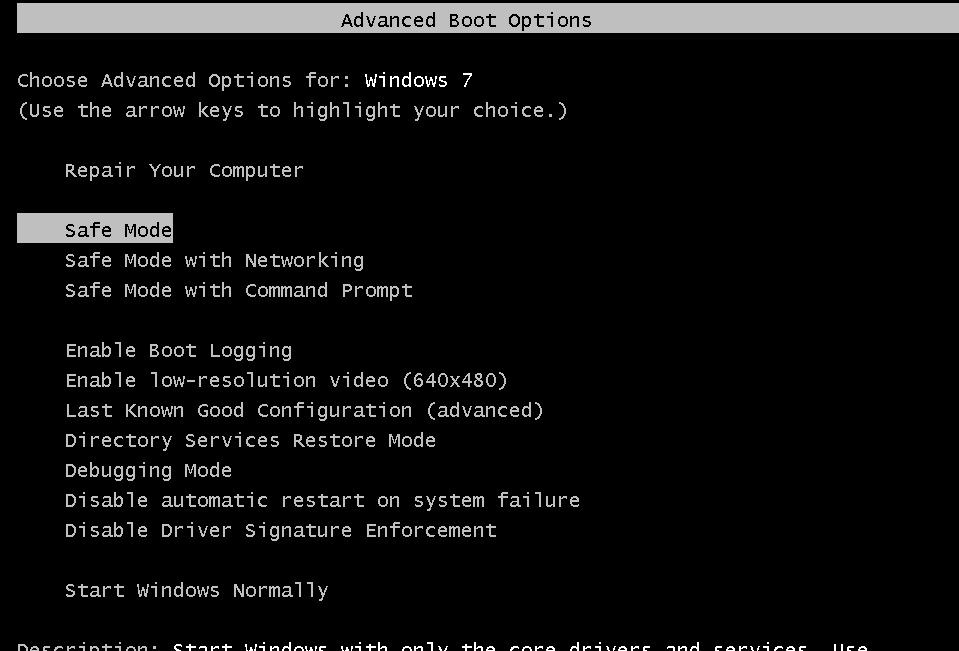 Advanced Boot Options
Choose Advanced Options for: Windows 7
(Use the arrow keys to highlight your choice.)
Repair Your Computer
Safe Mode
Safe Mode with Networking
Safe Mode with Command Prompt
Enable Boot Logging
Enable low-resolution video (640x480)
Last Known Good Configuration (advanced)
Directory Services Restore Mode
Debugging Mode
Disable automatic restart on system failure
Disable Driver Signature Enforcement
Start Windows Normally
Description: Start Windows with only the core drivers and services. Use